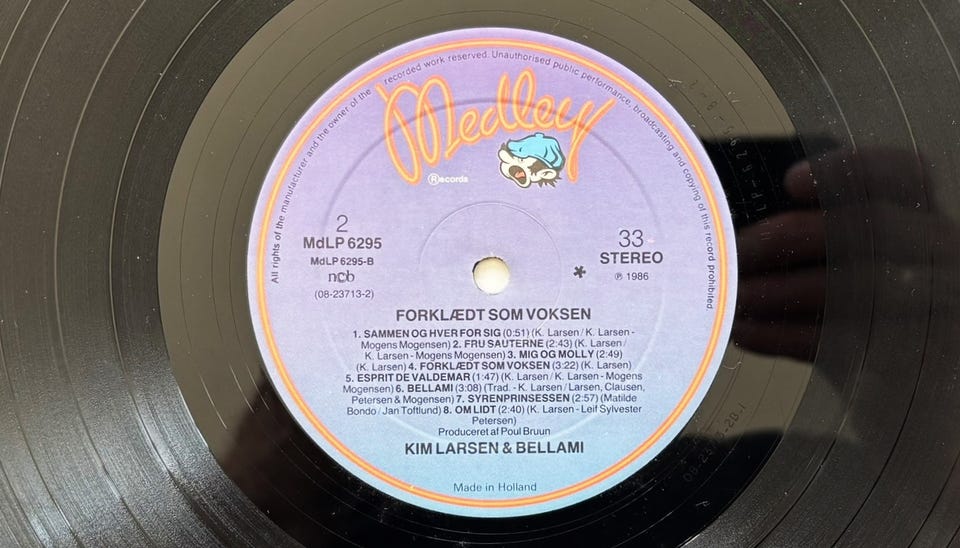 All rights of the manufacturer and the owner of the recorded work reserved. Unauthorised public performance, broadcasting and copying of this record prohibited.
Medley
® Records
2
MdLP 6295
MdLP 6295-B
ncb
(08-23713-2)
33
STEREO
* ℗ 1986
FORKLÆDT SOM VOKSEN
1. SAMMEN OG HVER FOR SIG (0:51) (K. Larsen / K. Larsen -
Mogens Mogensen) 2. FRU SAUTERNE (2:43) (K. Larsen /
K. Larsen - Mogens Mogensen) 3. MIG OG MOLLY (2:49)
(K. Larsen) 4. FORKLÆDT SOM VOKSEN (3:22) (K. Larsen)
5. ESPRIT DE VALDEMAR (1:47) (K. Larsen / K. Larsen - Mogens
Mogensen) 6. BELLAMI (3:08) (Trad. - K. Larsen / Larsen, Clausen,
Petersen & Mogensen) 7. SYRENPRINSESSEN (2:57) (Matilde
Bondo / Jan Toftlund) 8. OM LIDT (2:40) (K. Larsen - Leif Sylvester
Petersen)
Produceret af Poul Bruun
KIM LARSEN & BELLAMI
Made in Holland